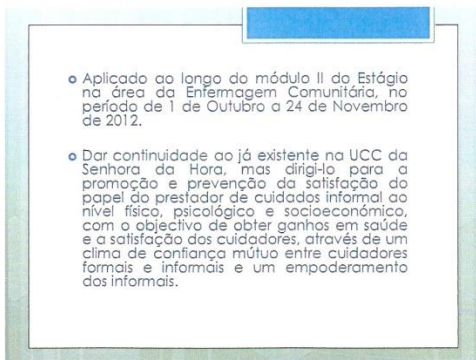 Aplicado ao longo do módulo II do Estágio
na área da Enfermagem Comunitária, no
período de 1 de Outubro a 24 de Novembro
de 2012.
Dar continuidade ao já existente na UCC da
Senhora da Hora, mas dirigi-lo para a
promoção e prevenção da satisfação do
papel do prestador de cuidados informal ao
nível físico, psicológico e socioeconómico,
com o objectivo de obter ganhos em saúde
e a satisfação dos cuidadores, através de um
clima de confiança mútuo entre cuidadores
formais e informais e um empoderamento
dos informais.